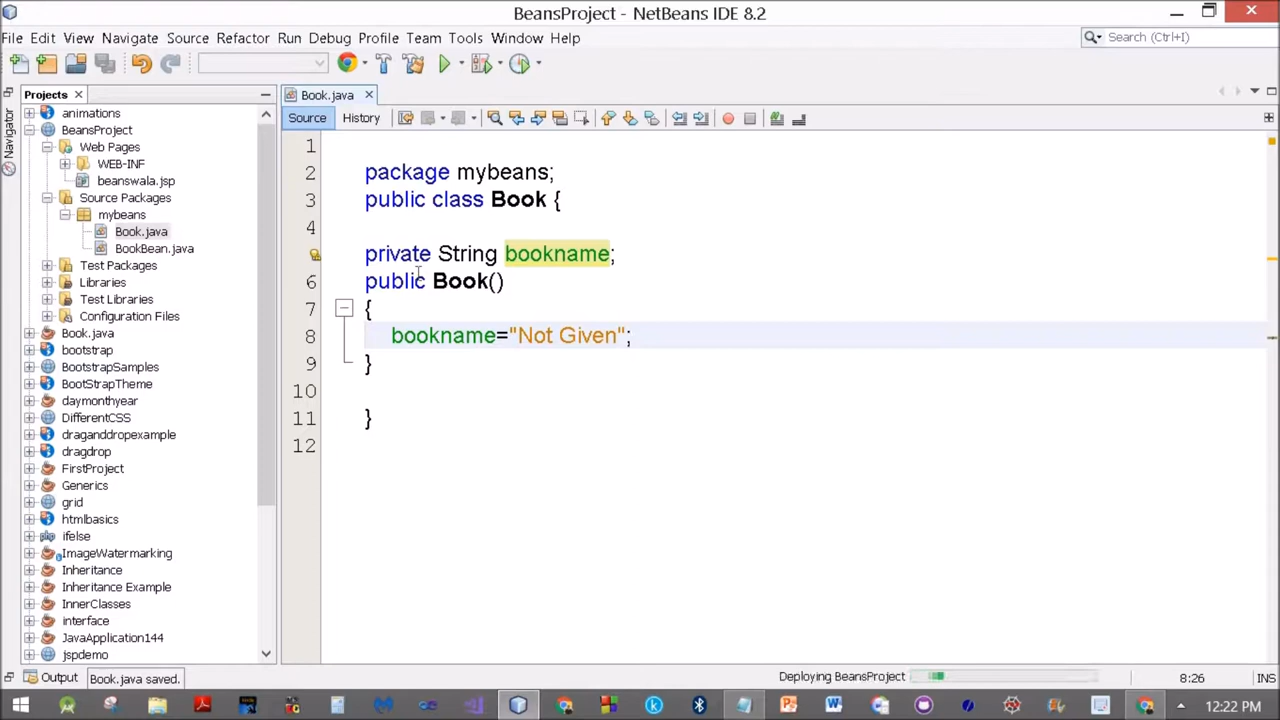 BeansProject - NetBeans IDE 8.2
File Edit View Navigate Source Refactor Run Debug Profile Team Tools Window Help
Search (Ctrl+I)
Projects
Book.java
Navigator
Source History
animations
BeansProject
Web Pages
WEB-INF
beanswala.jsp
Source Packages
mybeans
Book.java
BookBean.java
Test Packages
Libraries
Test Libraries
Configuration Files
Book.java
bootstrap
BootstrapSamples
BootStrapTheme
daymonthyear
DifferentCSS
draganddropexample
dragdrop
FirstProject
Generics
grid
htmlbasics
ifelse
ImageWatermarking
Inheritance
Inheritance Example
InnerClasses
interface
JavaApplication144
jspdemo
1
2 package mybeans;
3 public class Book {
4
private String bookname;
6 public Book()
7 {
8 bookname="Not Given";
9 }
10
11 }
12
Output
Book.java saved.
Deploying BeansProject
8:26
INS
12:22 PM